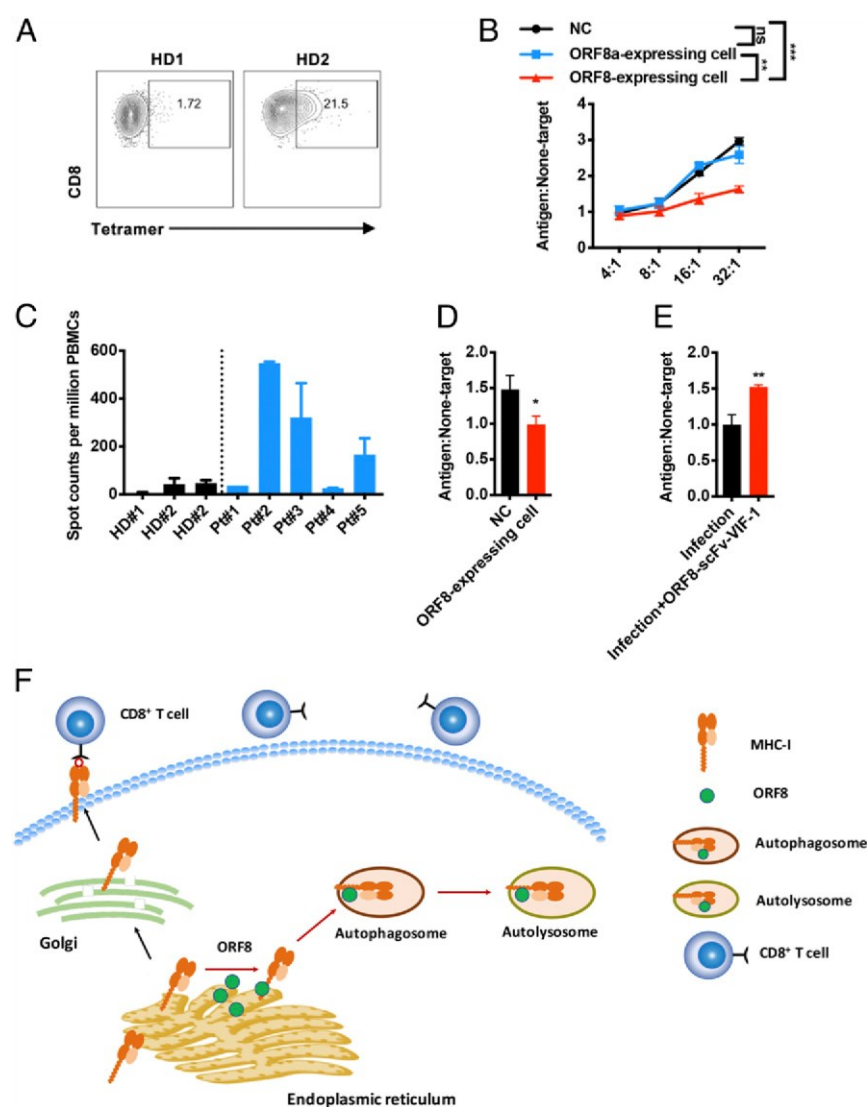 A
HD1
HD2
1.72
21.5
CD8
Tetramer
B
NC
ORF8a-expressing cell
ORF8-expressing cell
ns
**
***
Antigen:None-target
4
3
2
1
0
4:1
8:1
16:1
32:1
C
Spot counts per million PBMCs
600
400
200
0
HD#1
HD#2
HD#2
Pt#1
Pt#2
Pt#3
Pt#4
Pt#5
D
Antigen:None-target
2.0
1.5
1.0
0.5
0.0
*
NC
ORF8-expressing cell
E
Antigen:None-target
2.0
1.5
1.0
0.5
0.0
**
Infection
Infection+ORF8-scFv-VIF-1
F
CD8⁺ T cell
Golgi
ORF8
Autophagosome
Autolysosome
Endoplasmic reticulum
MHC-I
ORF8
Autophagosome
Autolysosome
CD8⁺ T cell